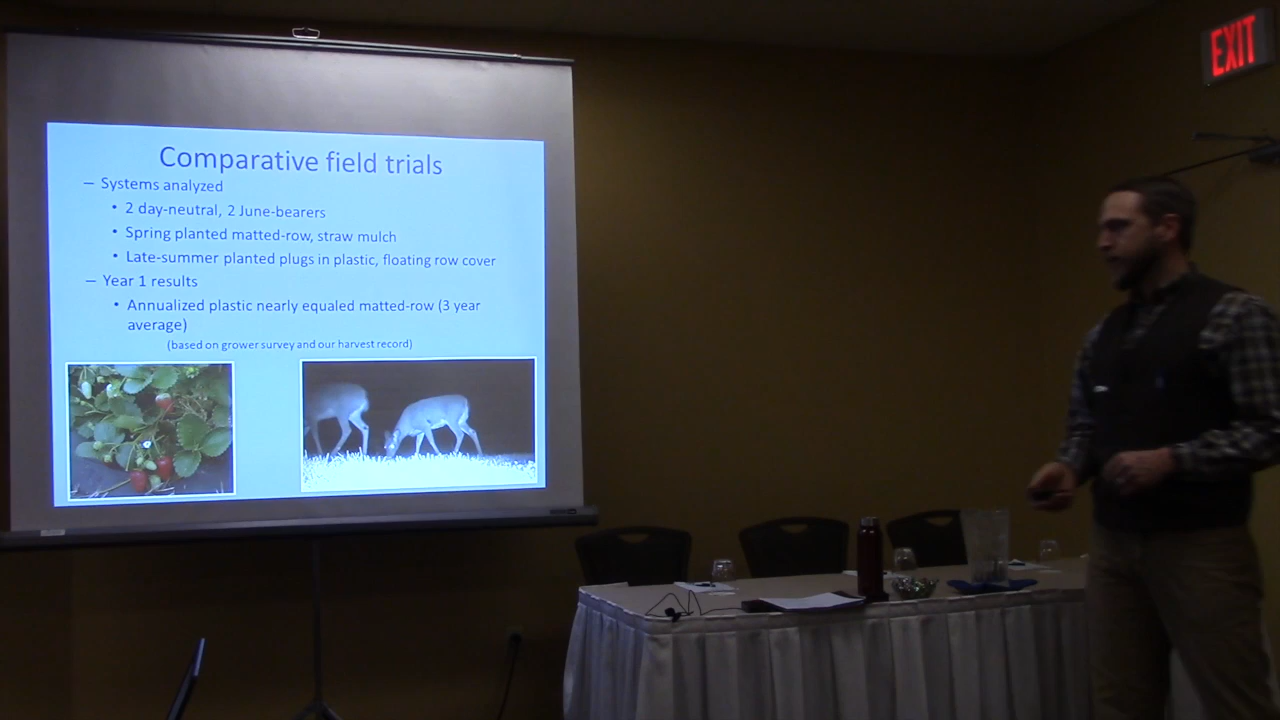 EXIT
Comparative field trials
– Systems analyzed
• 2 day-neutral, 2 June-bearers
• Spring planted matted-row, straw mulch
• Late-summer planted plugs in plastic, floating row cover
– Year 1 results
• Annualized plastic nearly equaled matted-row (3 year
average)
(based on grower survey and our harvest record)